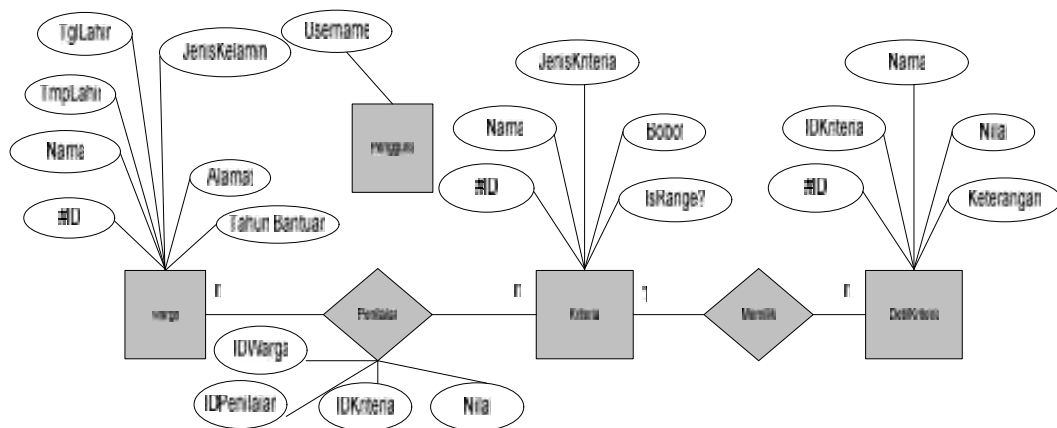 TglLahir
JenisKelamin
TmpLahir
Nama
#ID
Alamat
Tahun Bantuan
Username
Pengguna
JenisKriteria
Nama
#ID
Bobot
IsRange?
Nama
IDKriteria
#ID
Nilai
Keterangan
warga
n
Penilaian
n
Kriteria
1
Memiliki
n
DetilKriteria
IDWarga
IDPenilaian
IDKriteria
Nilai